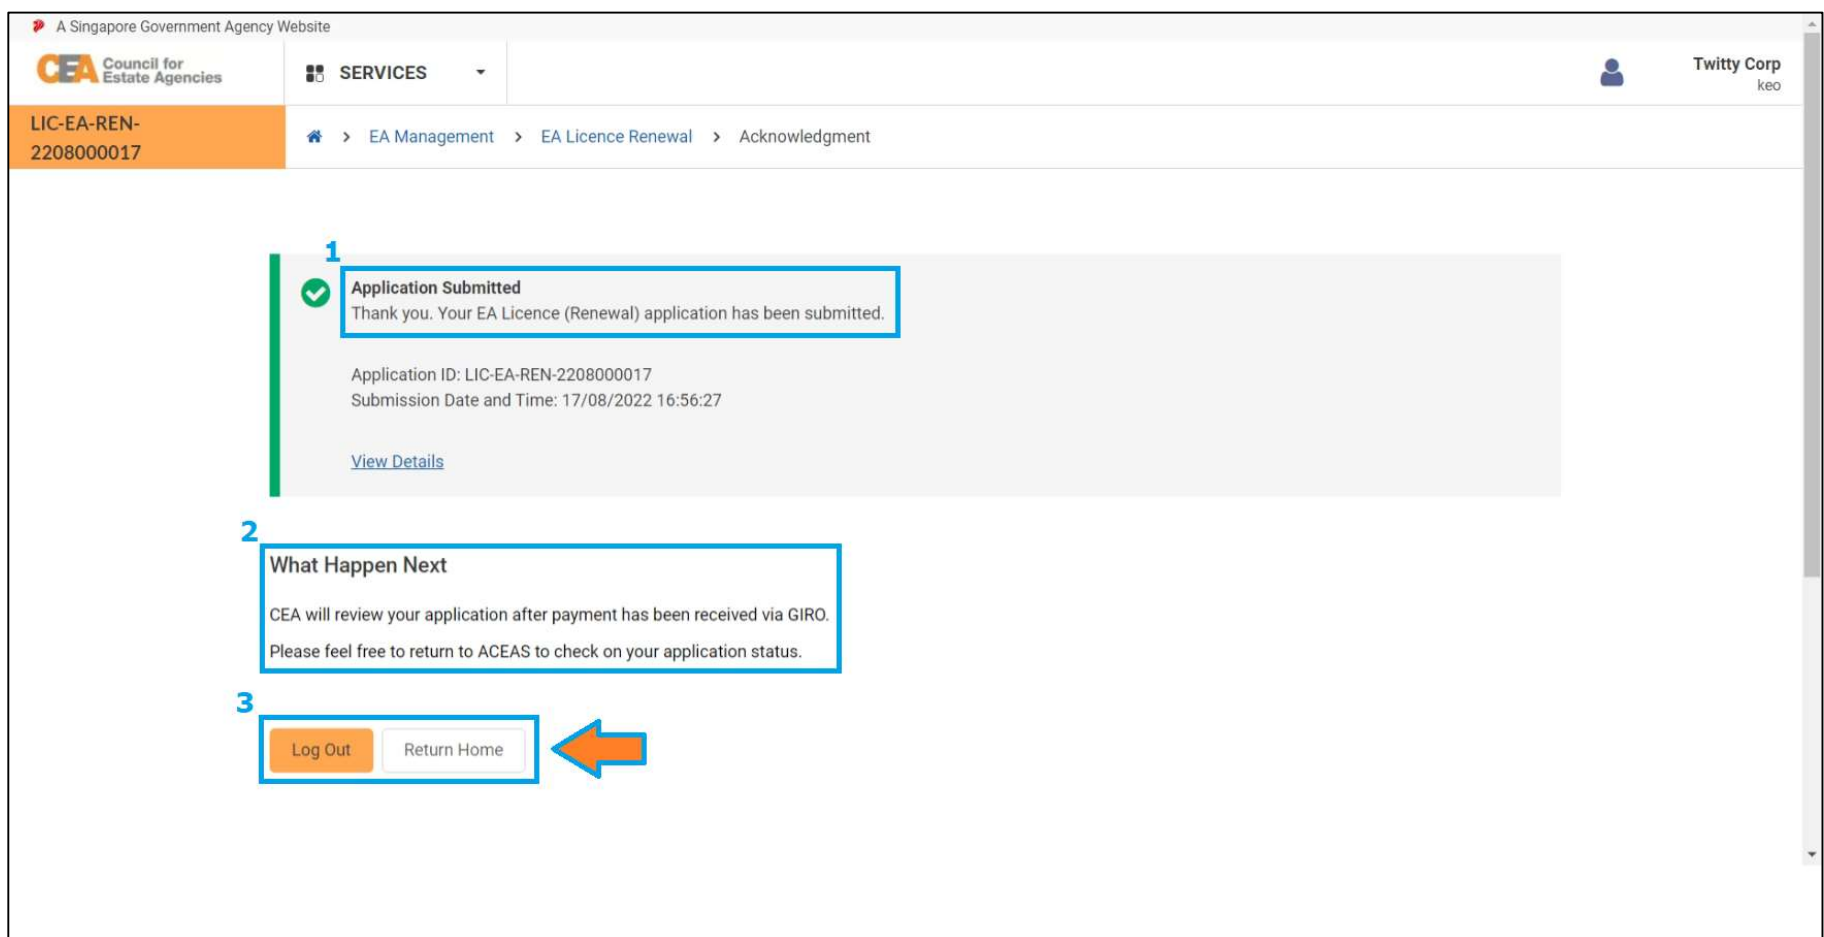 A Singapore Government Agency Website
CEA Council for
Estate Agencies
SERVICES
Twitty Corp
keo
LIC-EA-REN-
2208000017
> EA Management > EA Licence Renewal > Acknowledgment
1
Application Submitted
Thank you. Your EA Licence (Renewal) application has been submitted.
Application ID: LIC-EA-REN-2208000017
Submission Date and Time: 17/08/2022 16:56:27
View Details
2
What Happen Next
CEA will review your application after payment has been received via GIRO.
Please feel free to return to ACEAS to check on your application status.
3
Log Out Return Home